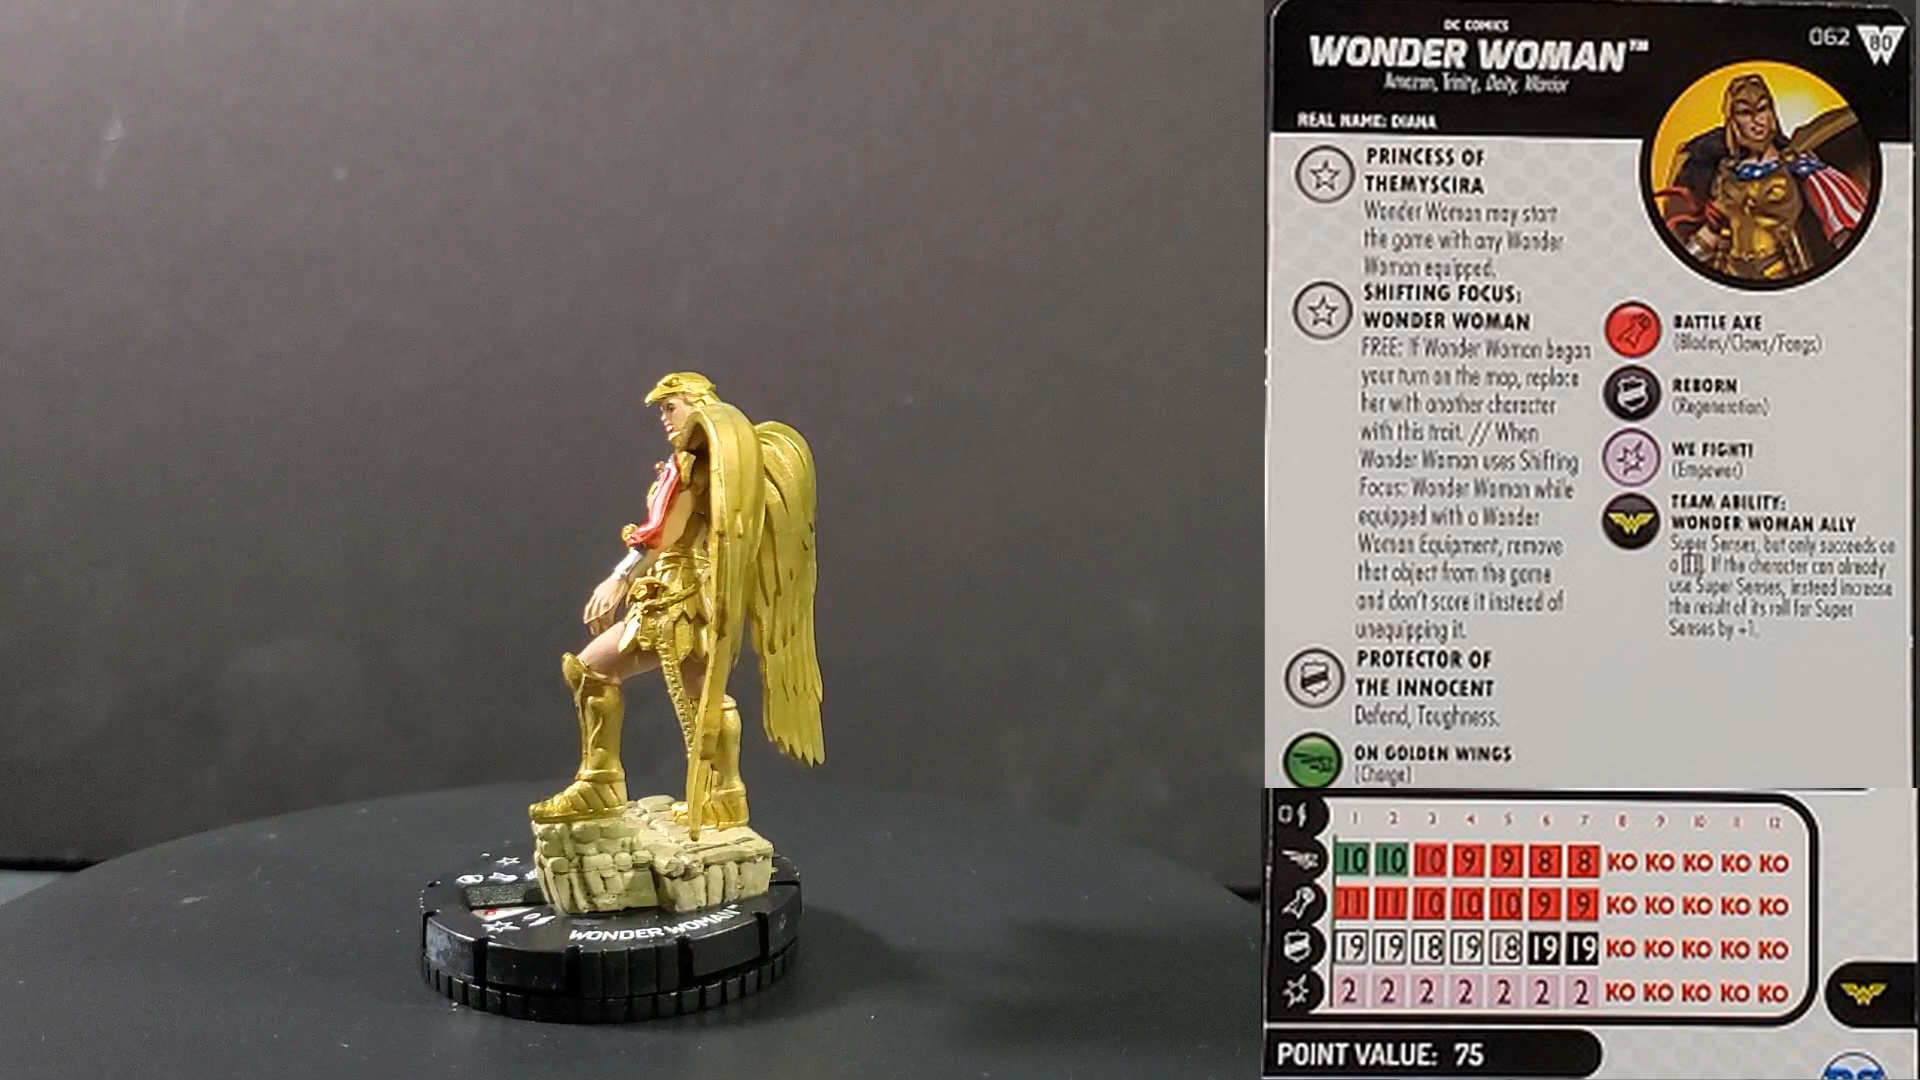 WONDER WOMAN™
DC COMICS
WONDER WOMAN™
Amazon, Trinity, Deity, Warrior
062
80
REAL NAME: DIANA
PRINCESS OF
THEMYSCIRA
Wonder Woman may start
the game with any Wonder
Woman equipped.
SHIFTING FOCUS:
WONDER WOMAN
FREE: If Wonder Woman began
your turn on the map, replace
her with another character
with this trait. // When
Wonder Woman uses Shifting
Focus: Wonder Woman while
equipped with a Wonder
Woman Equipment, remove
that object from the game
and don't score it instead of
unequipping it.
PROTECTOR OF
THE INNOCENT
Defend, Toughness.
ON GOLDEN WINGS
(Charge)
BATTLE AXE
(Blades/Claws/Fangs)
REBORN
(Regeneration)
WE FIGHT!
(Empower)
TEAM ABILITY:
WONDER WOMAN ALLY
Super Senses, but only succeeds on
a. If the character can already
use Super Senses, instead increase
the result of its roll for Super
Senses by +1.
0 1 2 3 4 5 6 7 8 9 10 11 12
10 10 10 9 9 8 8 KO KO KO KO KO
11 11 10 10 10 9 9 KO KO KO KO KO
19 19 18 19 18 19 19 KO KO KO KO KO
2 2 2 2 2 2 2 KO KO KO KO KO
POINT VALUE: 75